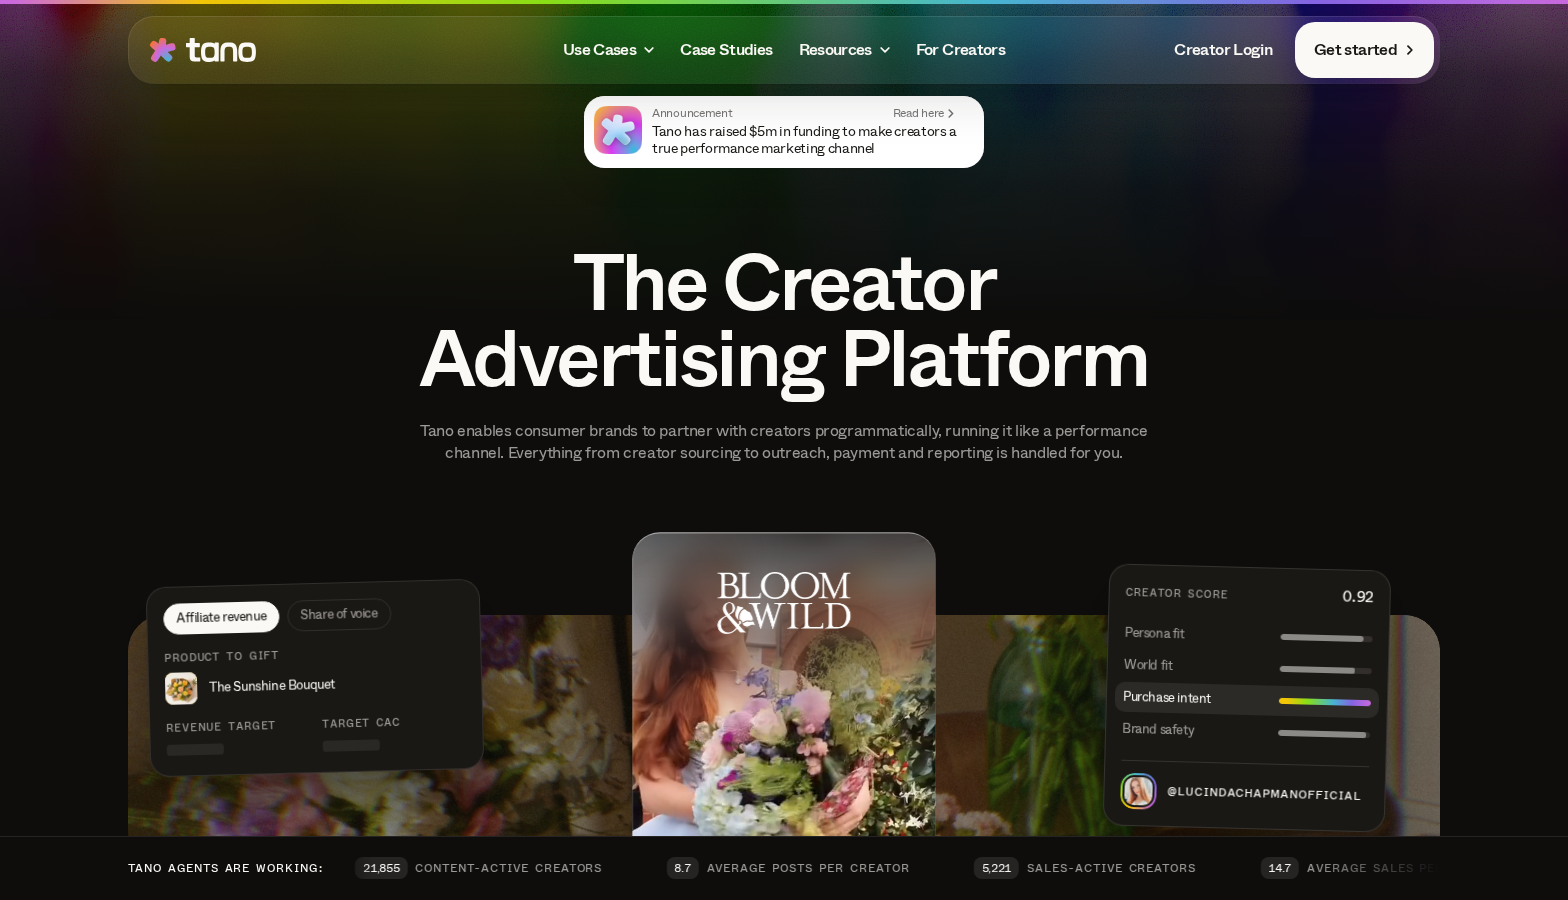 tano
Use Cases
Case Studies
Resources
For Creators
Creator Login
Get started
Announcement
Read here
Tano has raised $5m in funding to make creators a
true performance marketing channel
The Creator
Advertising Platform
Tano enables consumer brands to partner with creators programmatically, running it like a performance
channel. Everything from creator sourcing to outreach, payment and reporting is handled for you.
Affiliate revenue
Share of voice
PRODUCT TO GIFT
The Sunshine Bouquet
REVENUE TARGET
TARGET CAC
BLOOM
&WILD
CREATOR SCORE
0.92
Persona fit
World fit
Purchase intent
Brand safety
@LUCINDACHAPMANOFFICIAL
TANO AGENTS ARE WORKING:
21,855 CONTENT-ACTIVE CREATORS
8.7 AVERAGE POSTS PER CREATOR
5,221 SALES-ACTIVE CREATORS
14.7 AVERAGE SALES PE